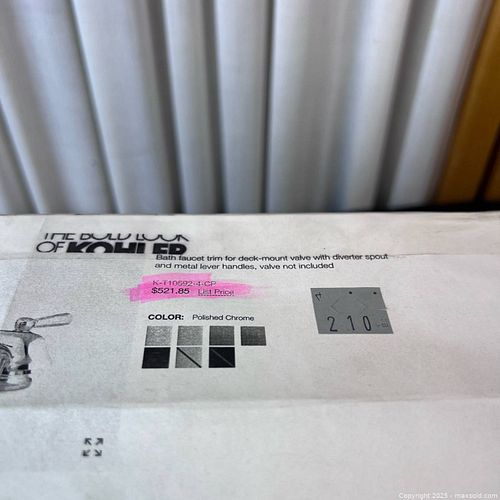 THE BOLD LOOK
OF KOHLER
Bath faucet trim for deck-mount valve with diverter spout
and metal lever handles, valve not included
K-T10592-4-CP
$521.85 List Price
COLOR: Polished Chrome
210
Copyright 2025 - maxsold.com